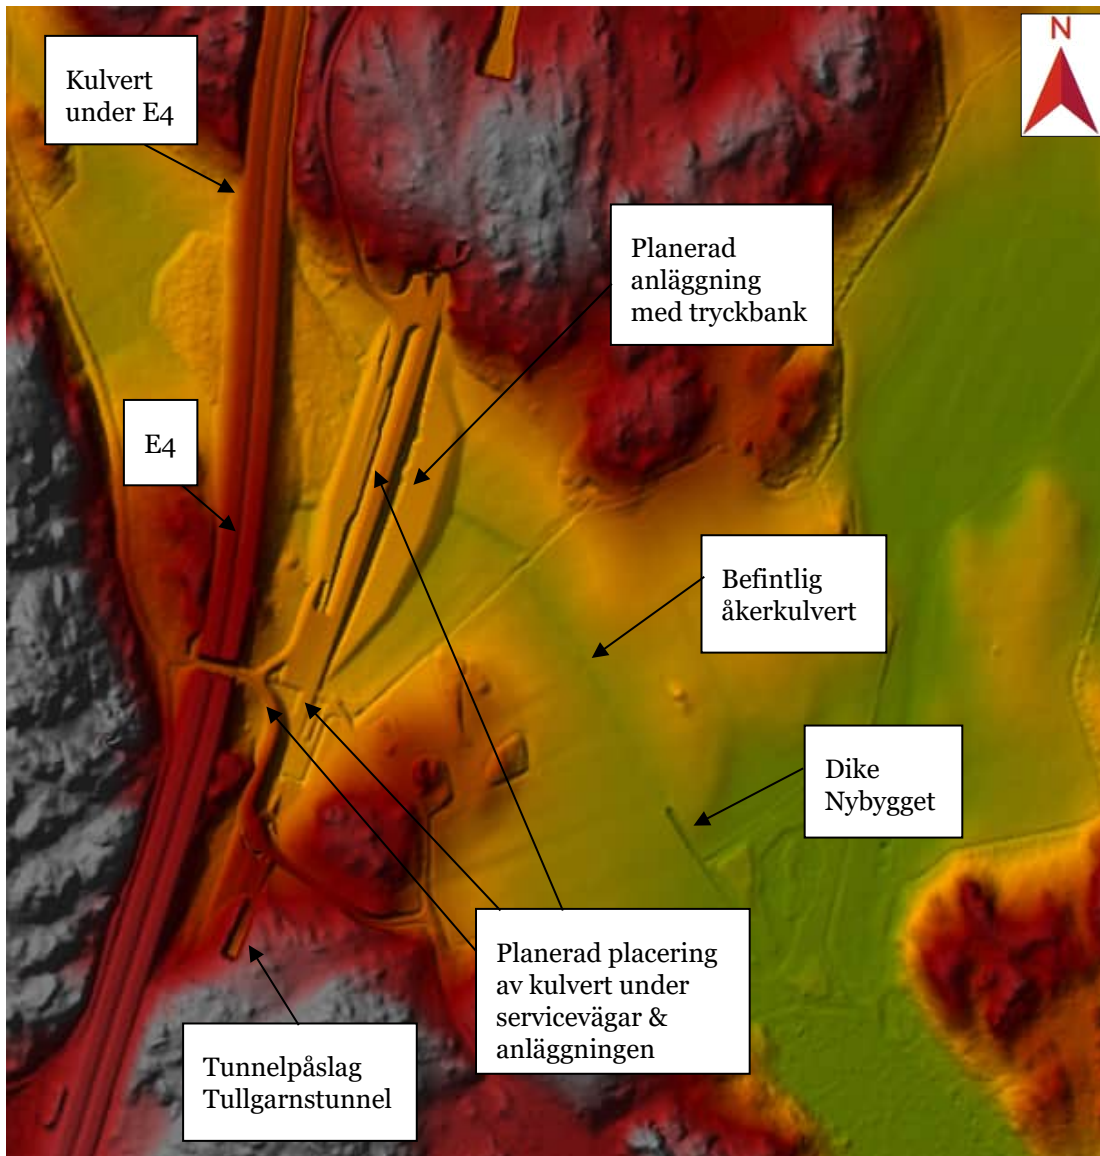 N
Kulvert
under E4
Planerad
anläggning
med tryckbank
E4
Befintlig
åkerkulvert
Dike
Nybygget
Planerad placering
av kulvert under
servicevägar &
anläggningen
Tunnelpåslag
Tullgarnstunnel